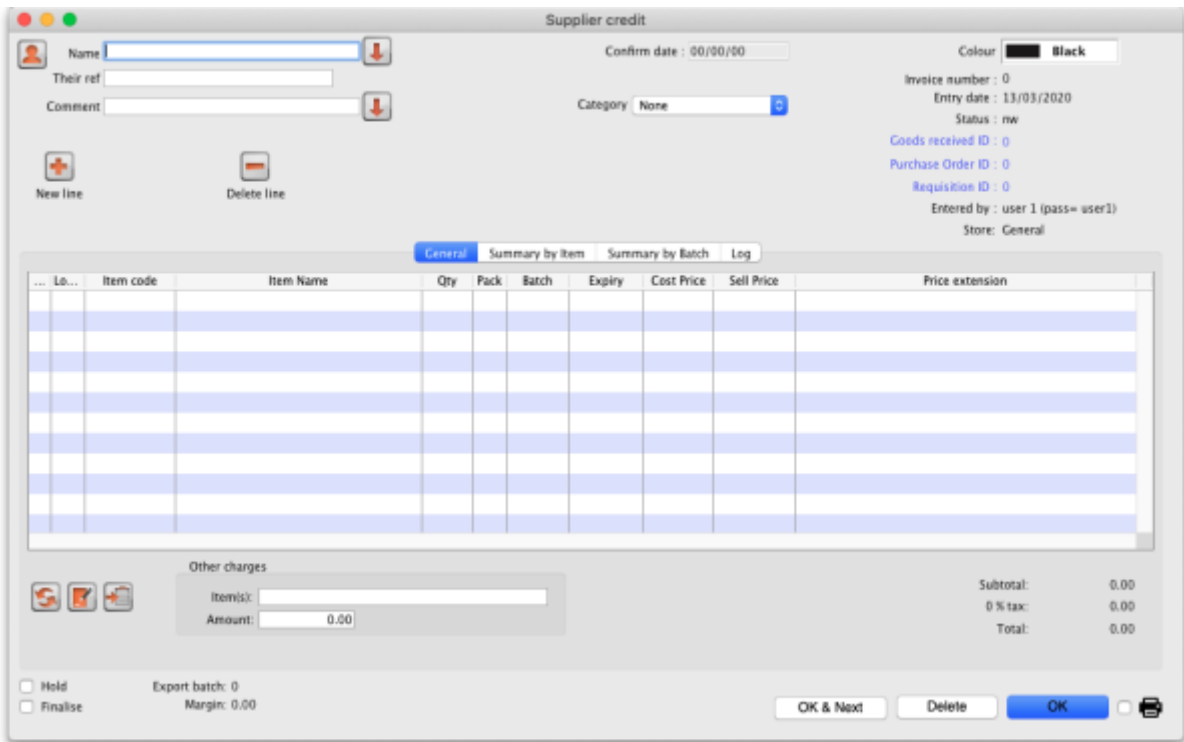 Supplier credit
Name
Confirm date : 00/00/00
Colour Black
Their ref
Invoice number : 0
Comment
Category None
Entry date : 13/03/2020
Status : nw
Goods received ID : 0
Purchase Order ID : 0
Requisition ID : 0
New line
Delete line
Entered by : user 1 (pass= user1)
Store: General
General Summary by Item Summary by Batch Log
... Lo... Item code Item Name Qty Pack Batch Expiry Cost Price Sell Price Price extension
Other charges
Item(s):
Amount: 0.00
Subtotal: 0.00
0 % tax: 0.00
Total: 0.00
Hold
Export batch: 0
Finalise
Margin: 0.00
OK & Next
Delete
OK